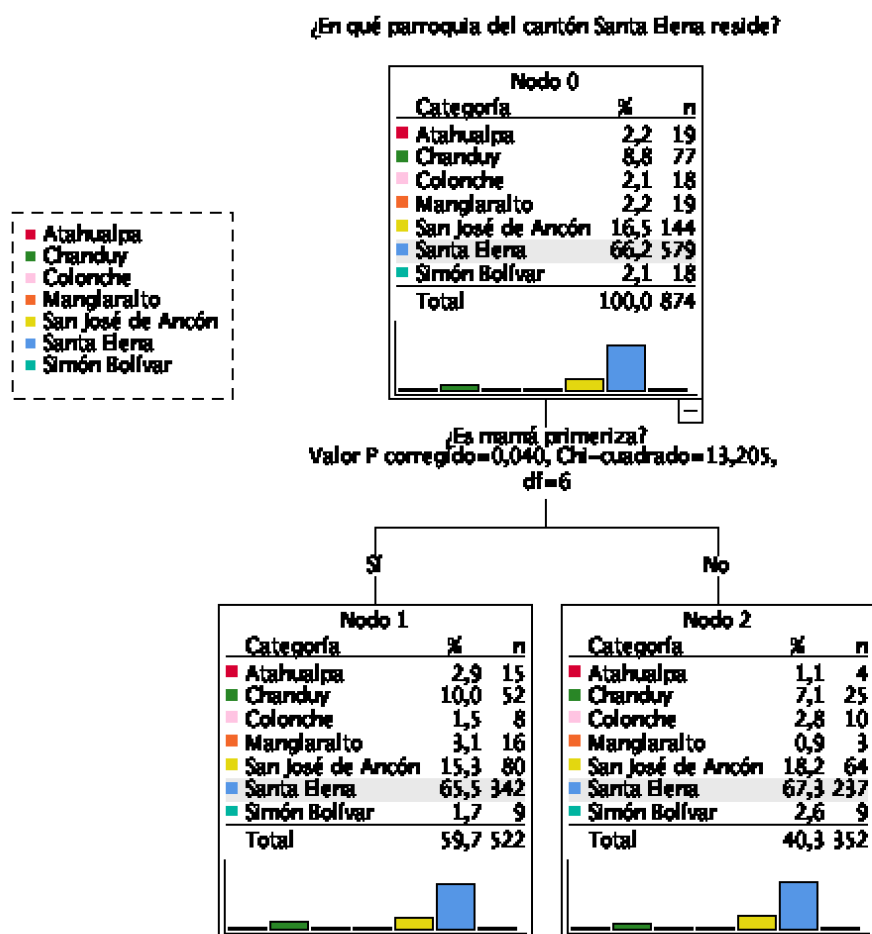 ¿En qué parroquia del cantón Santa Elena reside?
Nodo 0
Categoría % n
Atahualpa 2,2 19
Chanduy 8,8 77
Colonche 2,1 18
Manglaralto 2,2 19
San José de Ancón 16,5 144
Santa Elena 66,2 579
Simón Bolívar 2,1 18
Total 100,0 874
Atahualpa
Chanduy
Colonche
Manglaralto
San José de Ancón
Santa Elena
Simón Bolívar
¿Es mamá primeriza?
Valor P corregido=0,040, Chi-cuadrado=13,205,
df=6
Sí
No
Nodo 1
Categoría % n
Atahualpa 2,9 15
Chanduy 10,0 52
Colonche 1,5 8
Manglaralto 3,1 16
San José de Ancón 15,3 80
Santa Elena 65,5 342
Simón Bolívar 1,7 9
Total 59,7 522
Nodo 2
Categoría % n
Atahualpa 1,1 4
Chanduy 7,1 25
Colonche 2,8 10
Manglaralto 0,9 3
San José de Ancón 18,2 64
Santa Elena 67,3 237
Simón Bolívar 2,6 9
Total 40,3 352